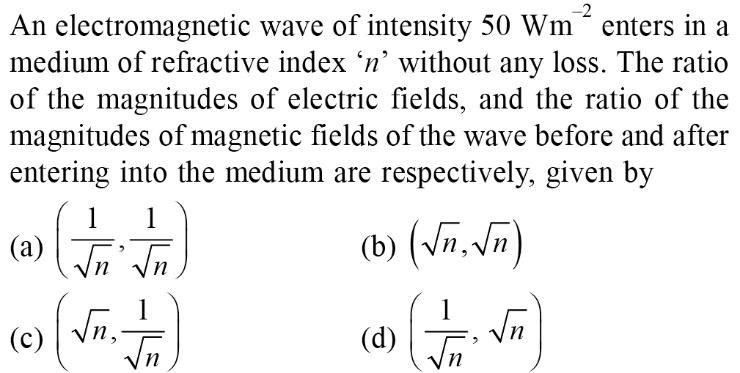 An electromagnetic wave of intensity 50 Wm⁻² enters in a
medium of refractive index ‘n’ without any loss. The ratio
of the magnitudes of electric fields, and the ratio of the
magnitudes of magnetic fields of the wave before and after
entering into the medium are respectively, given by
(a) (1/√n, 1/√n) (b) (√n, √n)
(c) (√n, 1/√n) (d) (1/√n, √n)